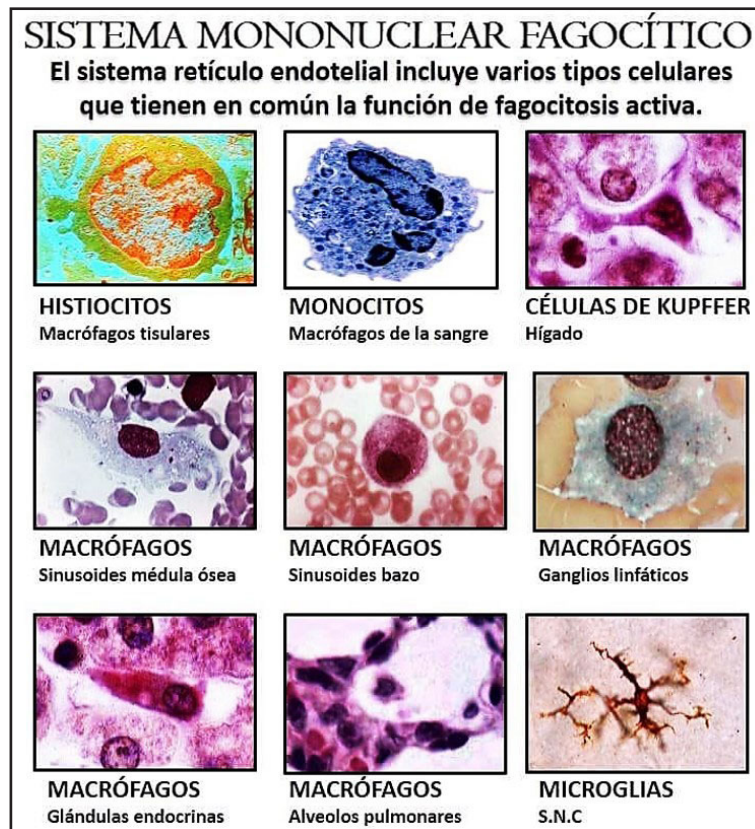 SISTEMA MONONUCLEAR FAGOCÍTICO
El sistema retículo endotelial incluye varios tipos celulares
que tienen en común la función de fagocitosis activa.
HISTIOCITOS
Macrófagos tisulares
MONOCITOS
Macrófagos de la sangre
CÉLULAS DE KUPFFER
Hígado
MACRÓFAGOS
Sinusoides médula ósea
MACRÓFAGOS
Sinusoides bazo
MACRÓFAGOS
Ganglios linfáticos
MACRÓFAGOS
Glándulas endocrinas
MACRÓFAGOS
Alveolos pulmonares
MICROGLIAS
S.N.C